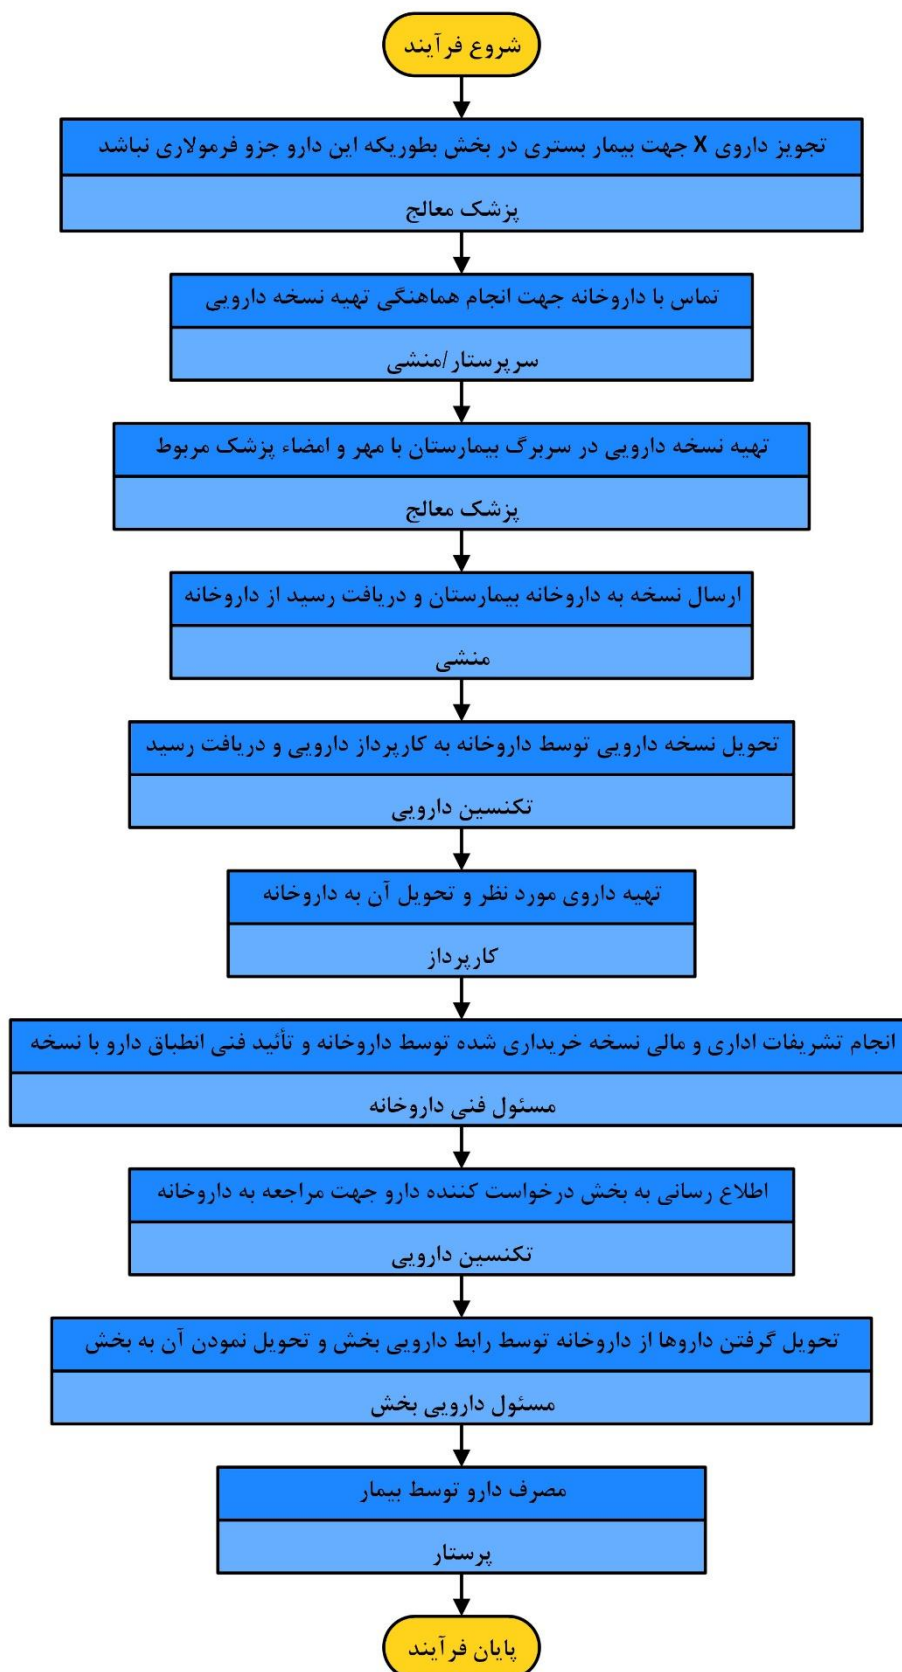 شروع فرآیند
تجویز داروی X جهت بیمار بستری در بخش بطوریکه این دارو جزو فرمولاری نباشد
پزشک معالج
تماس با داروخانه جهت انجام هماهنگی تهیه نسخه دارویی
سرپرستار/منشی
تهیه نسخه دارویی در سربرگ بیمارستان با مهر و امضاء پزشک مربوط
پزشک معالج
ارسال نسخه به داروخانه بیمارستان و دریافت رسید از داروخانه
منشی
تحویل نسخه دارویی توسط داروخانه به کارپرداز دارویی و دریافت رسید
تکنسین دارویی
تهیه داروی مورد نظر و تحویل آن به داروخانه
کارپرداز
انجام تشریفات اداری و مالی نسخه خریداری شده توسط داروخانه و تأئید فنی انطباق دارو با نسخه
مسئول فنی داروخانه
اطلاع رسانی به بخش درخواست کننده دارو جهت مراجعه به داروخانه
تکنسین دارویی
تحویل گرفتن داروها از داروخانه توسط رابط دارویی بخش و تحویل نمودن آن به بخش
مسئول دارویی بخش
مصرف دارو توسط بیمار
پرستار
پایان فرآیند